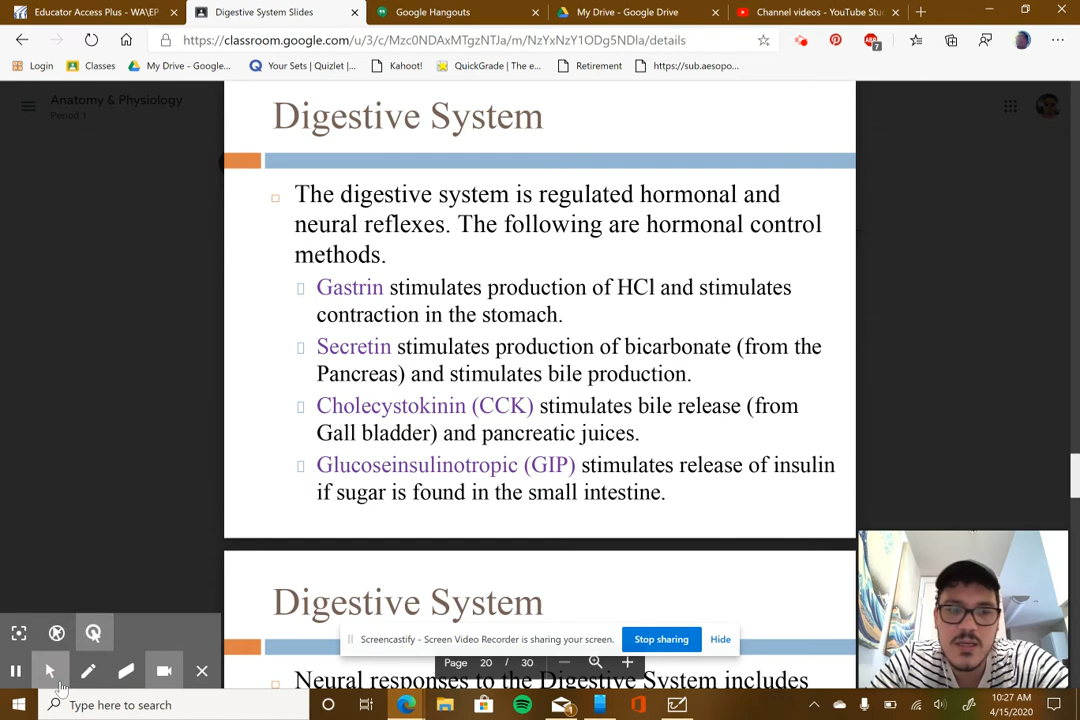 Educator Access Plus - WA\EP
Digestive System Slides
Google Hangouts
My Drive - Google Drive
Channel videos - YouTube Stu
https://classroom.google.com/u/3/c/Mzc0NDAxMTgzNTJa/m/NzYxNzY1ODg5NDla/details
7
Login
Classes
My Drive - Google...
Your Sets | Quizlet |...
Kahoot!
QuickGrade | The e...
Retirement
https://sub.aesopo...
Anatomy & Physiology
Period 1
Digestive System
The digestive system is regulated hormonal and
neural reflexes. The following are hormonal control
methods.
Gastrin stimulates production of HCl and stimulates
contraction in the stomach.
Secretin stimulates production of bicarbonate (from the
Pancreas) and stimulates bile production.
Cholecystokinin (CCK) stimulates bile release (from
Gall bladder) and pancreatic juices.
Glucoseinsulinotropic (GIP) stimulates release of insulin
if sugar is found in the small intestine.
Digestive System
Screencastify - Screen Video Recorder is sharing your screen.
Stop sharing
Hide
Page 20 / 30
Neural responses to the Digestive System includes
Type here to search
10:27 AM
4/15/2020